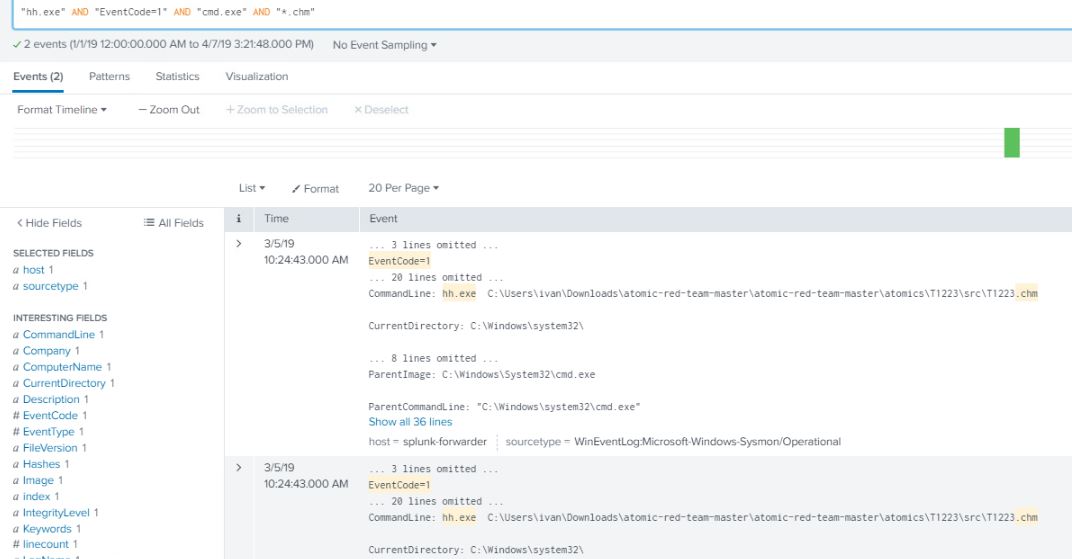 "hh.exe" AND "EventCode=1" AND "cmd.exe" AND "*.chm"
✓ 2 events (1/1/19 12:00:00.000 AM to 4/7/19 3:21:48.000 PM) No Event Sampling ▾
Events (2) Patterns Statistics Visualization
Format Timeline ▾ — Zoom Out + Zoom to Selection × Deselect
List ▾ Format 20 Per Page ▾
< Hide Fields All Fields
SELECTED FIELDS
a host 1
a sourcetype 1
INTERESTING FIELDS
a CommandLine 1
a Company 1
a ComputerName 1
a CurrentDirectory 1
a Description 1
# EventCode 1
# EventType 1
a FileVersion 1
a Hashes 1
a Image 1
a index 1
a IntegrityLevel 1
a Keywords 1
# linecount 1
i Time Event
> 3/5/19
10:24:43.000 AM
... 3 lines omitted ...
EventCode=1
... 20 lines omitted ...
CommandLine: hh.exe C:\Users\ivan\Downloads\atomic-red-team-master\atomic-red-team-master\atomics\T1223\src\T1223.chm
CurrentDirectory: C:\Windows\system32\
... 8 lines omitted ...
ParentImage: C:\Windows\System32\cmd.exe
ParentCommandLine: "C:\Windows\system32\cmd.exe"
Show all 36 lines
host = splunk-forwarder sourcetype = WinEventLog:Microsoft-Windows-Sysmon/Operational
> 3/5/19
10:24:43.000 AM
... 3 lines omitted ...
EventCode=1
... 20 lines omitted ...
CommandLine: hh.exe C:\Users\ivan\Downloads\atomic-red-team-master\atomic-red-team-master\atomics\T1223\src\T1223.chm
CurrentDirectory: C:\Windows\system32\